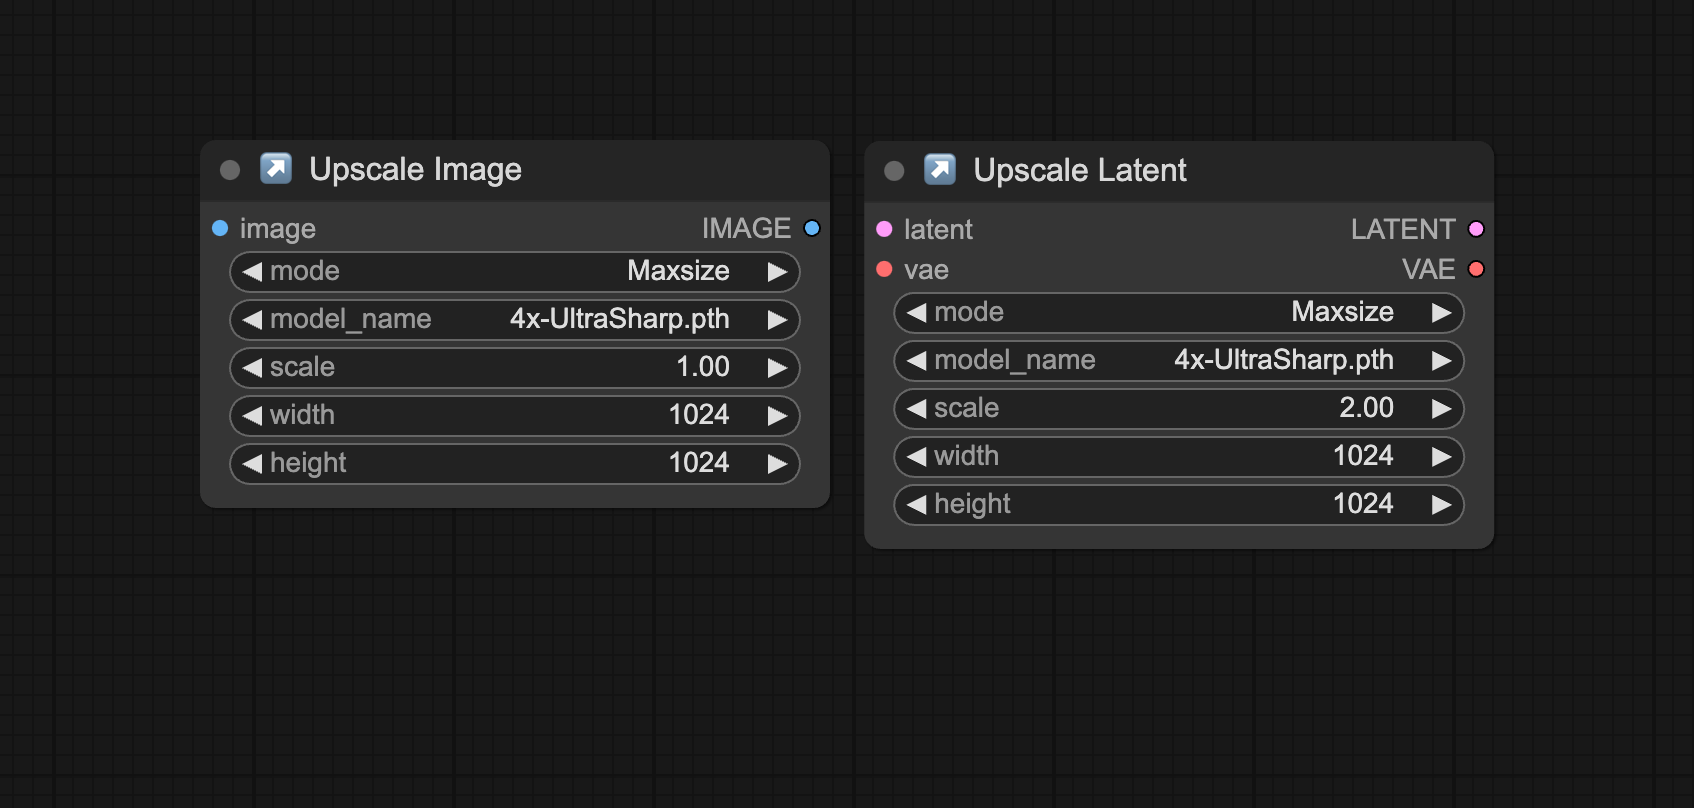 Upscale Image
image IMAGE
mode Maxsize
model_name 4x-UltraSharp.pth
scale 1.00
width 1024
height 1024
Upscale Latent
latent LATENT
vae VAE
mode Maxsize
model_name 4x-UltraSharp.pth
scale 2.00
width 1024
height 1024